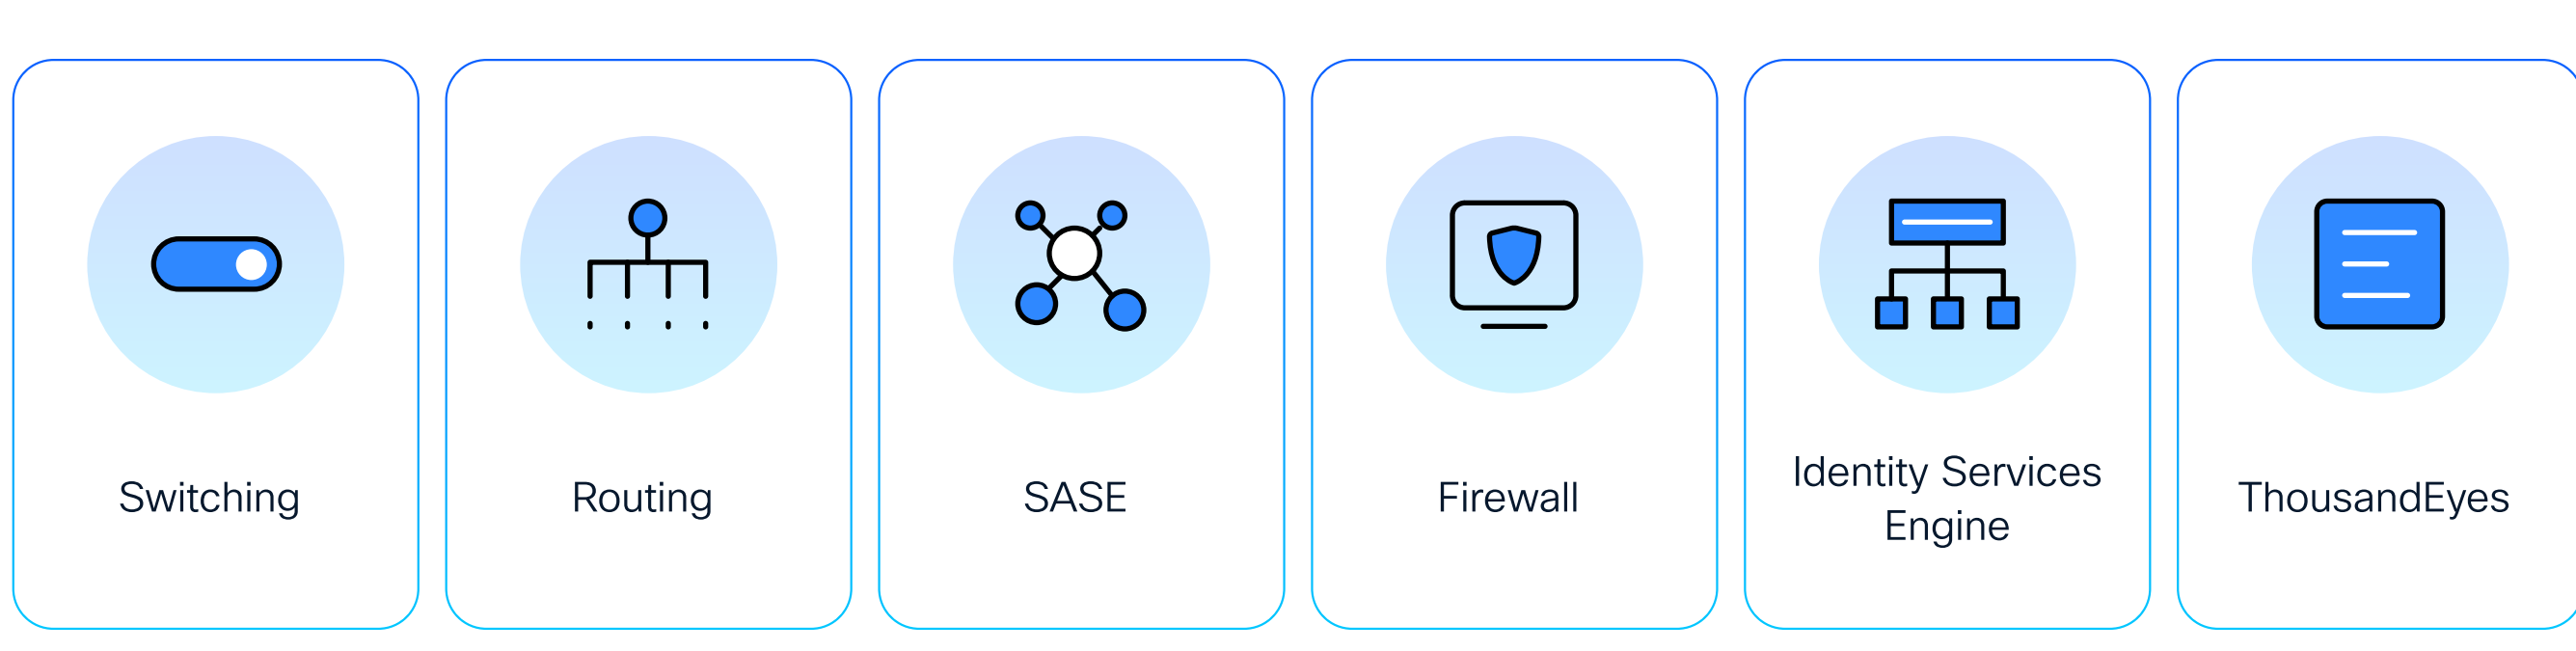 Switching
Routing
SASE
Firewall
Identity Services
Engine
ThousandEyes